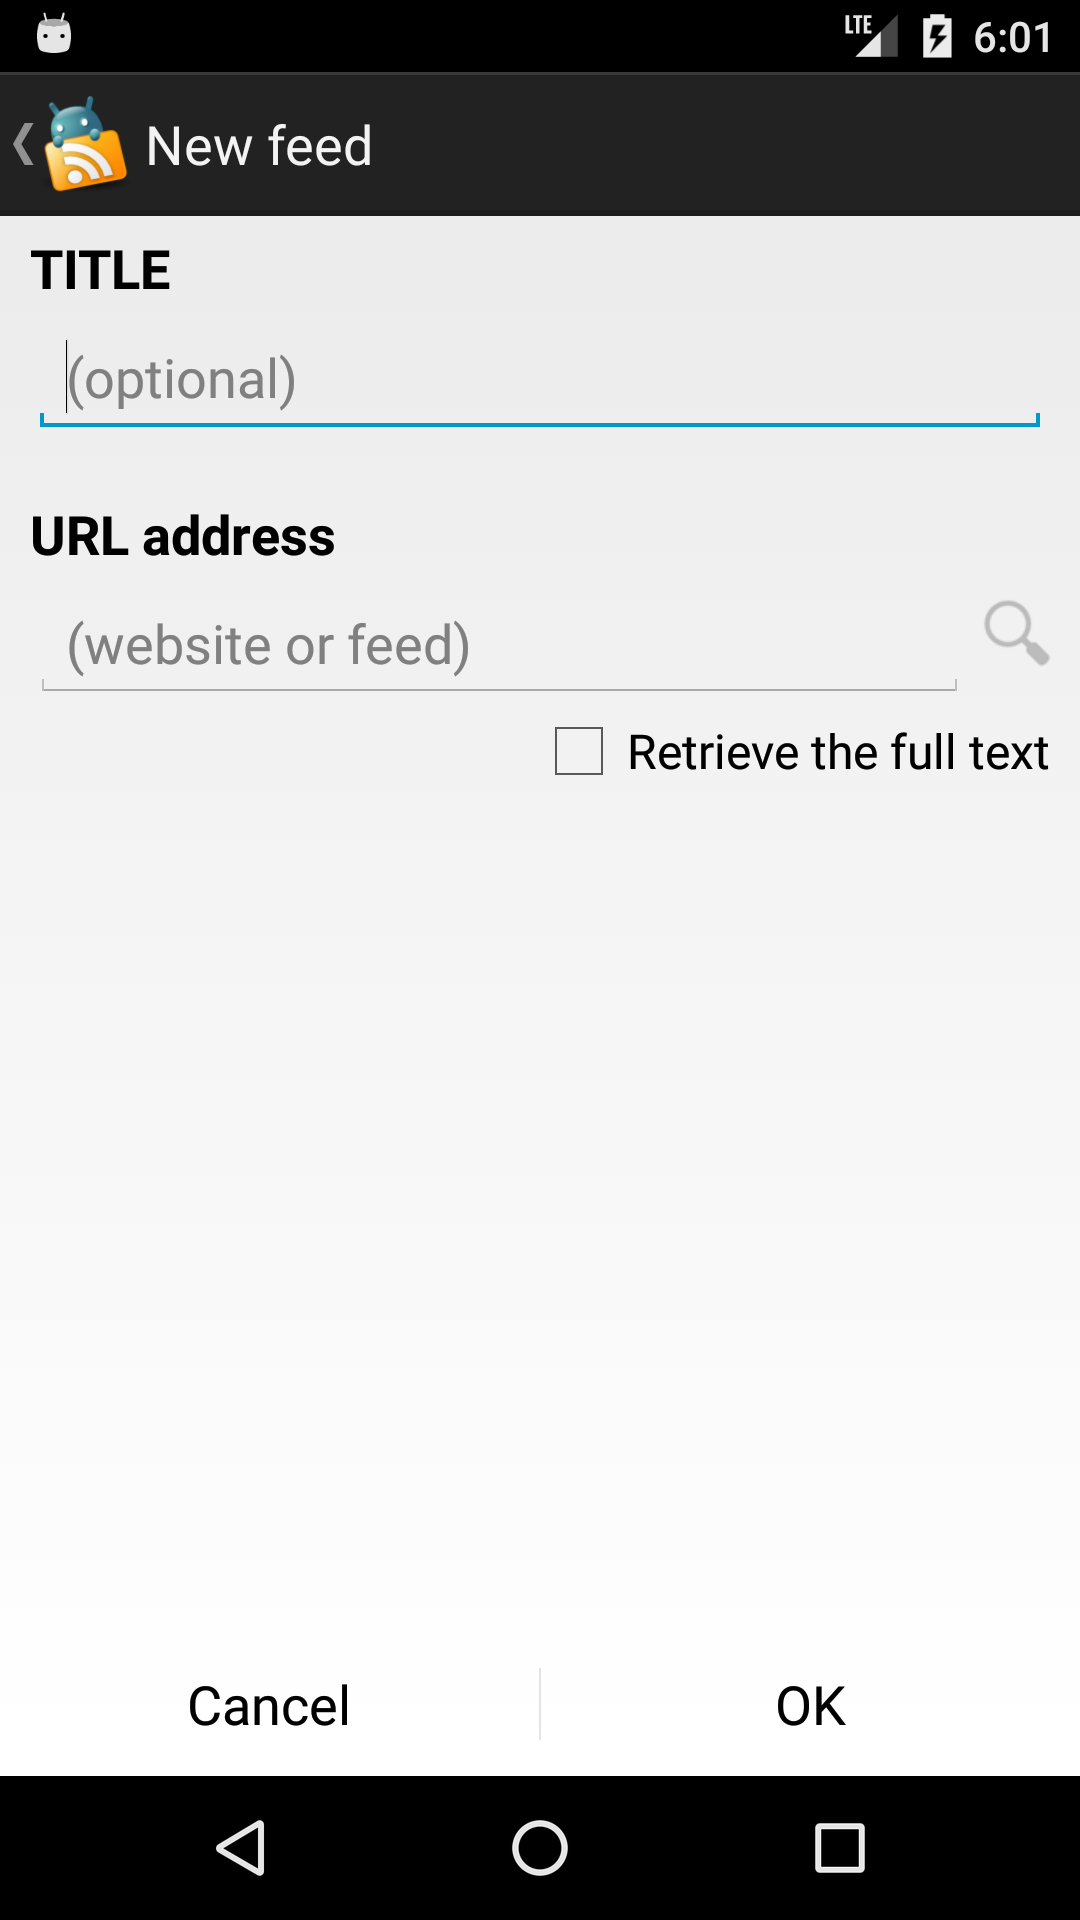 LTE 6:01
New feed
TITLE
(optional)
URL address
(website or feed)
Retrieve the full text
Cancel OK